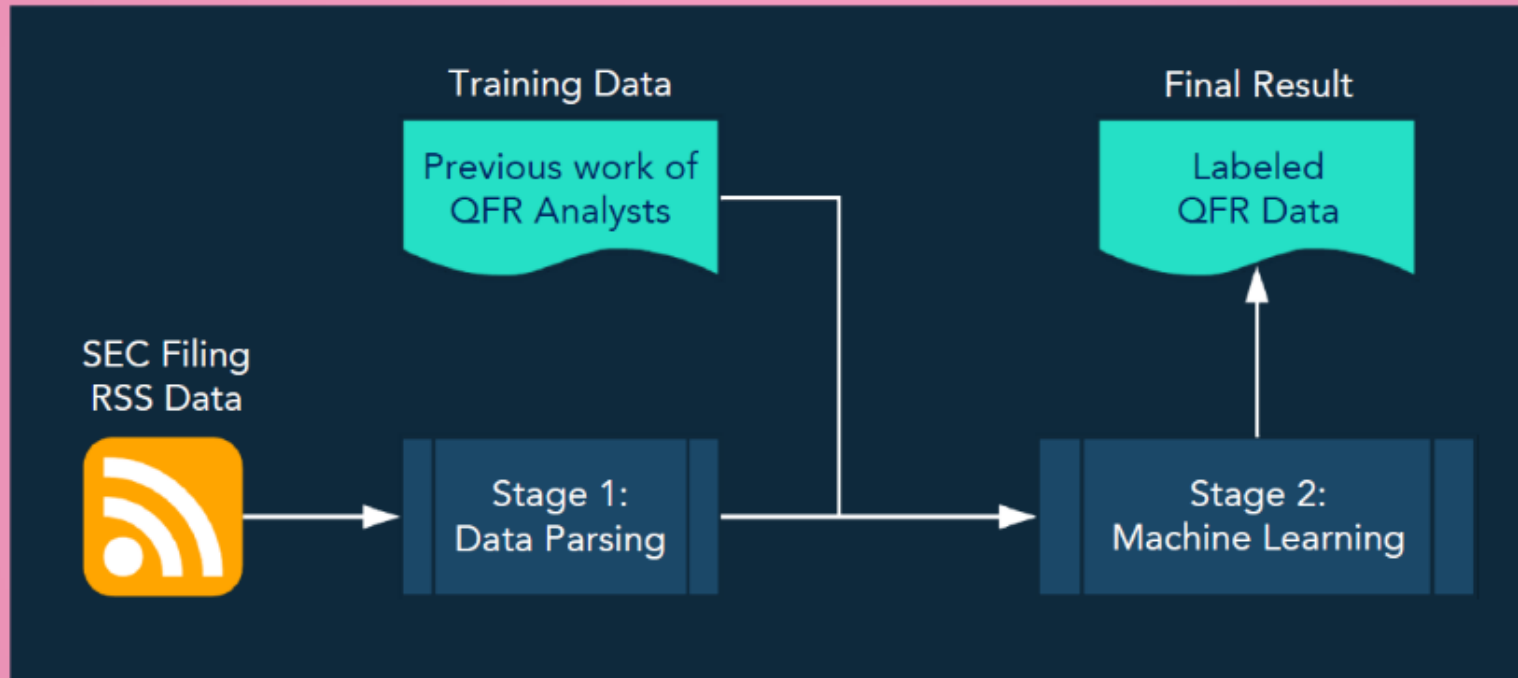 Training Data
Previous work of
QFR Analysts
Final Result
Labeled
QFR Data
SEC Filing
RSS Data
Stage 1:
Data Parsing
Stage 2:
Machine Learning